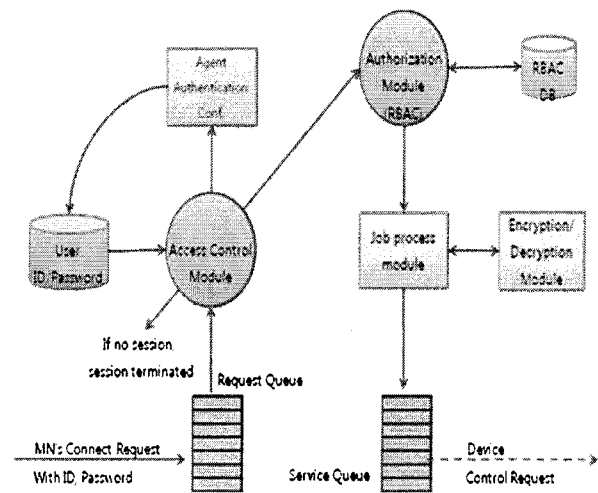 Agent
Authentication
Conf.
Authorization
Module
(RBAC)
RBAC
DB
User
ID, Password
Access Control
Module
Job process
module
Encryption/
Decryption
Module
If no session,
session terminated
Request Queue
MN's Connect Request
With ID, Password
Service Queue
Device
Control Request